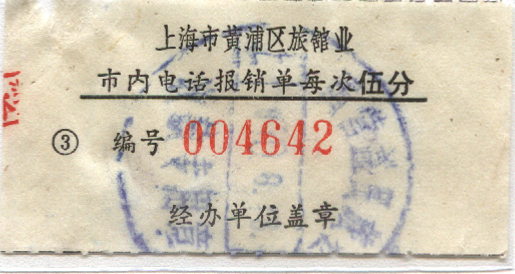 上海市黄浦区旅馆业
市内电话报销单每次伍分
③ 编号 004642
经办单位盖章